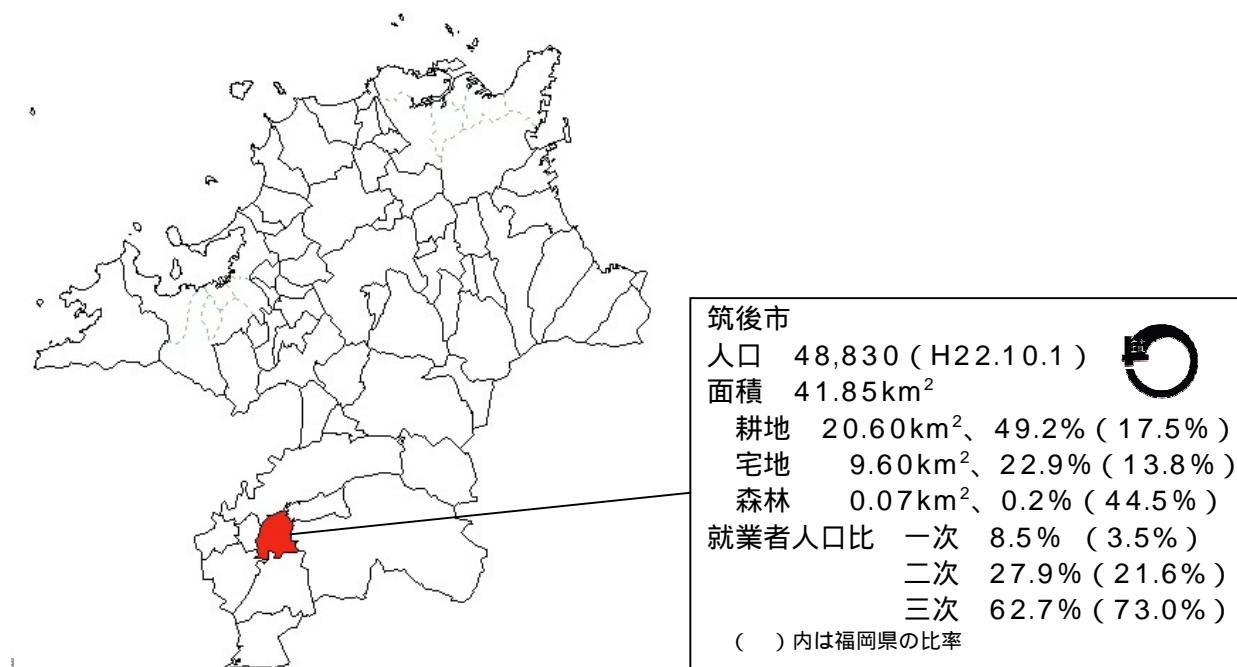 筑後市
人口 48,830(H22.10.1)
面積 41.85km²
耕地 20.60km²、49.2%(17.5%)
宅地 9.60km²、22.9%(13.8%)
森林 0.07km²、0.2%(44.5%)
就業者人口比 一次 8.5% (3.5%)
二次 27.9%(21.6%)
三次 62.7%(73.0%)
( )内は福岡県の比率